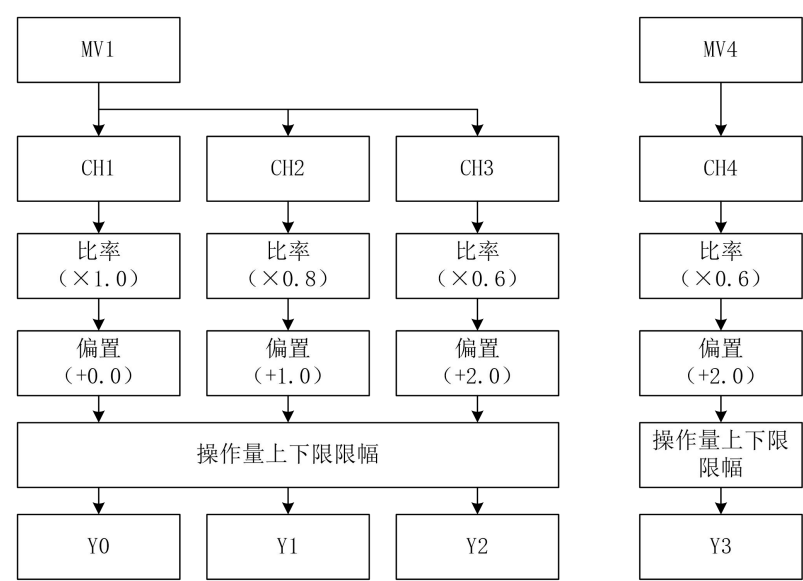 MV1
MV4
CH1
CH2
CH3
CH4
比率
(×1.0)
比率
(×0.8)
比率
(×0.6)
比率
(×0.6)
偏置
(+0.0)
偏置
(+1.0)
偏置
(+2.0)
偏置
(+2.0)
操作量上下限限幅
操作量上下限
限幅
Y0
Y1
Y2
Y3